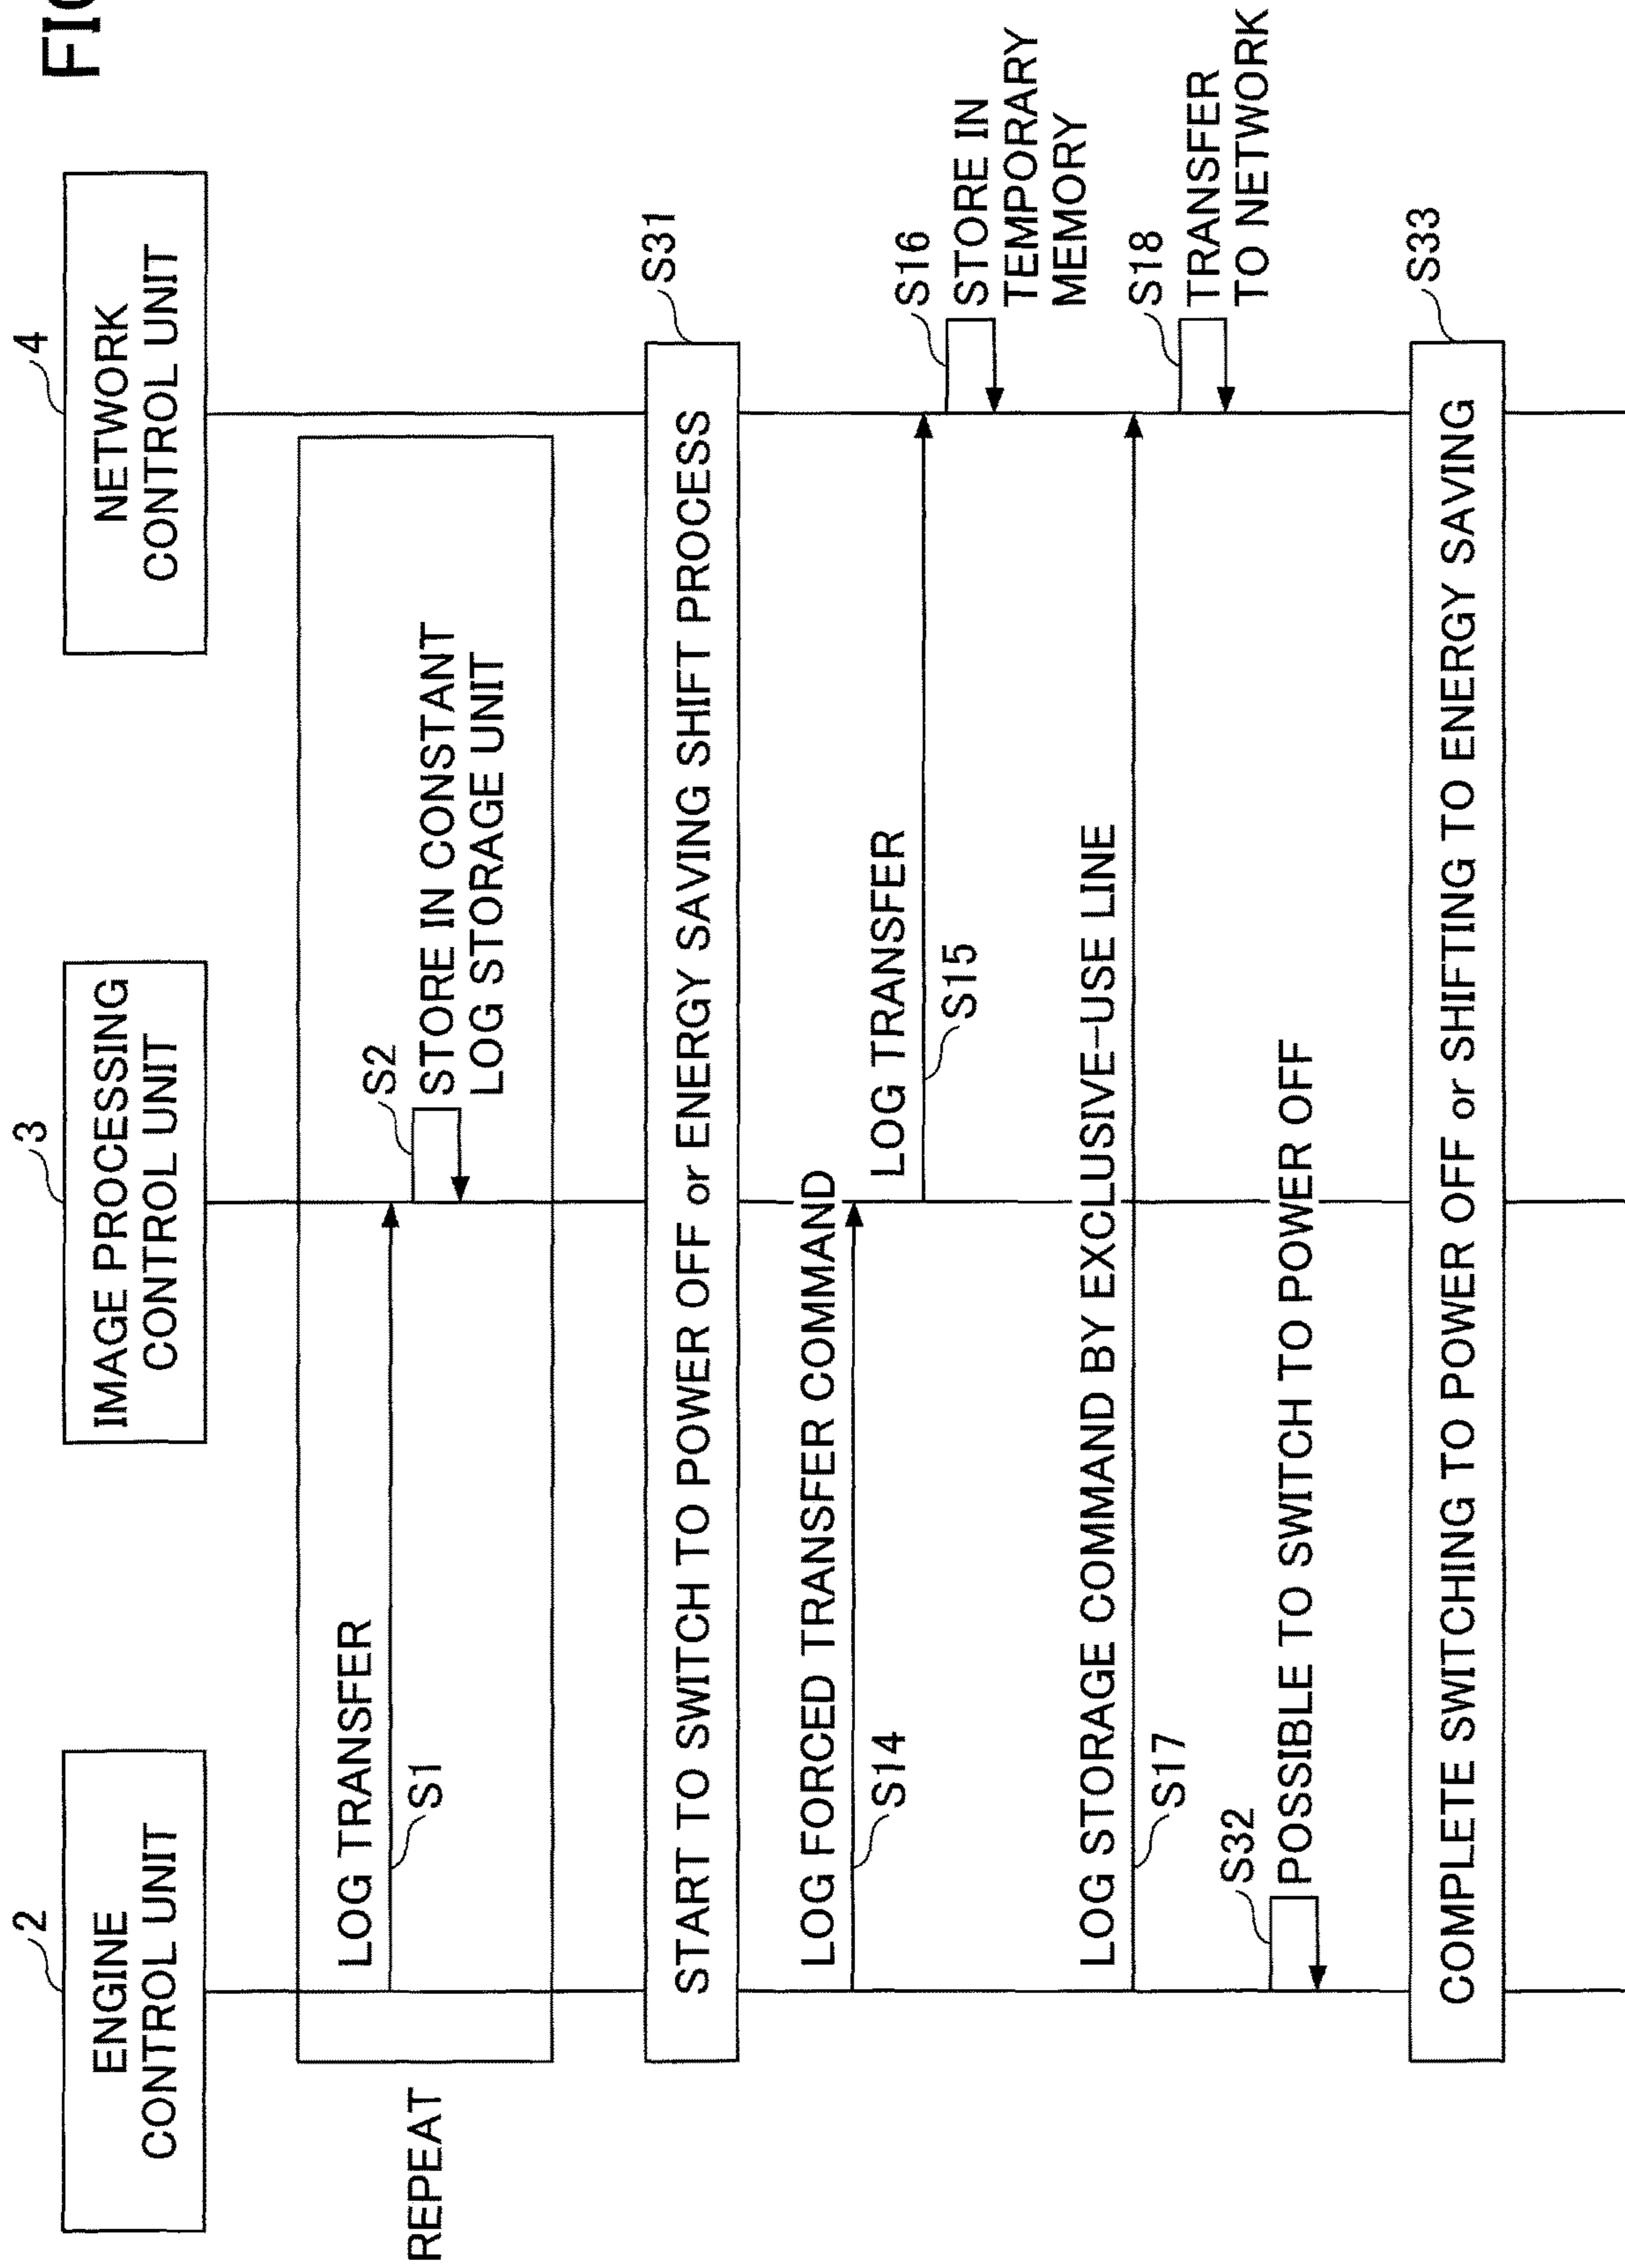 FIG
2
ENGINE
CONTROL UNIT
3
IMAGE PROCESSING
CONTROL UNIT
4
NETWORK
CONTROL UNIT
REPEAT
LOG TRANSFER
S1
S2
STORE IN CONSTANT
LOG STORAGE UNIT
START TO SWITCH TO POWER OFF or ENERGY SAVING SHIFT PROCESS
S31
LOG FORCED TRANSFER COMMAND
S14
LOG TRANSFER
S15
S16
STORE IN
TEMPORARY
MEMORY
LOG STORAGE COMMAND BY EXCLUSIVE-USE LINE
S17
S18
TRANSFER
TO NETWORK
S32
POSSIBLE TO SWITCH TO POWER OFF
COMPLETE SWITCHING TO POWER OFF or SHIFTING TO ENERGY SAVING
S33